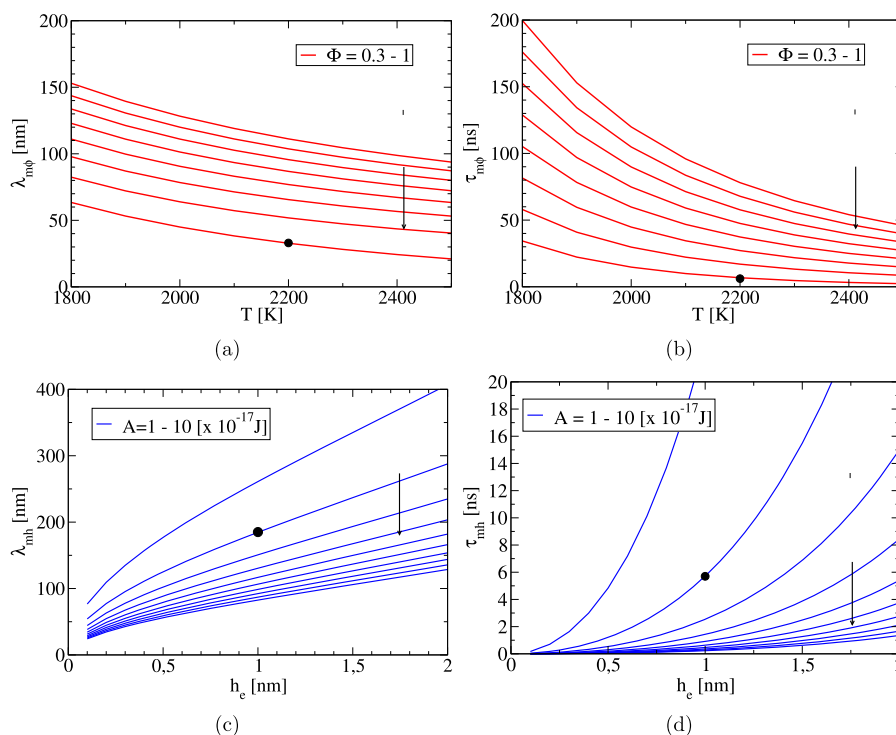 200
150
100
50
0
λmϕ [nm]
Φ = 0.3 - 1
1800 2000 2200 2400
T [K]
(a)
200
150
100
50
0
τmϕ [ns]
Φ = 0.3 - 1
1800 2000 2200 2400
T [K]
(b)
400
300
200
100
0
λmh [nm]
A=1 - 10 [x 10-17J]
0 0,5 1 1,5 2
he [nm]
(c)
20
18
16
14
12
10
8
6
4
2
0
τmh [ns]
A = 1 - 10 [x 10-17J]
0 0,5 1 1,5
he [nm]
(d)